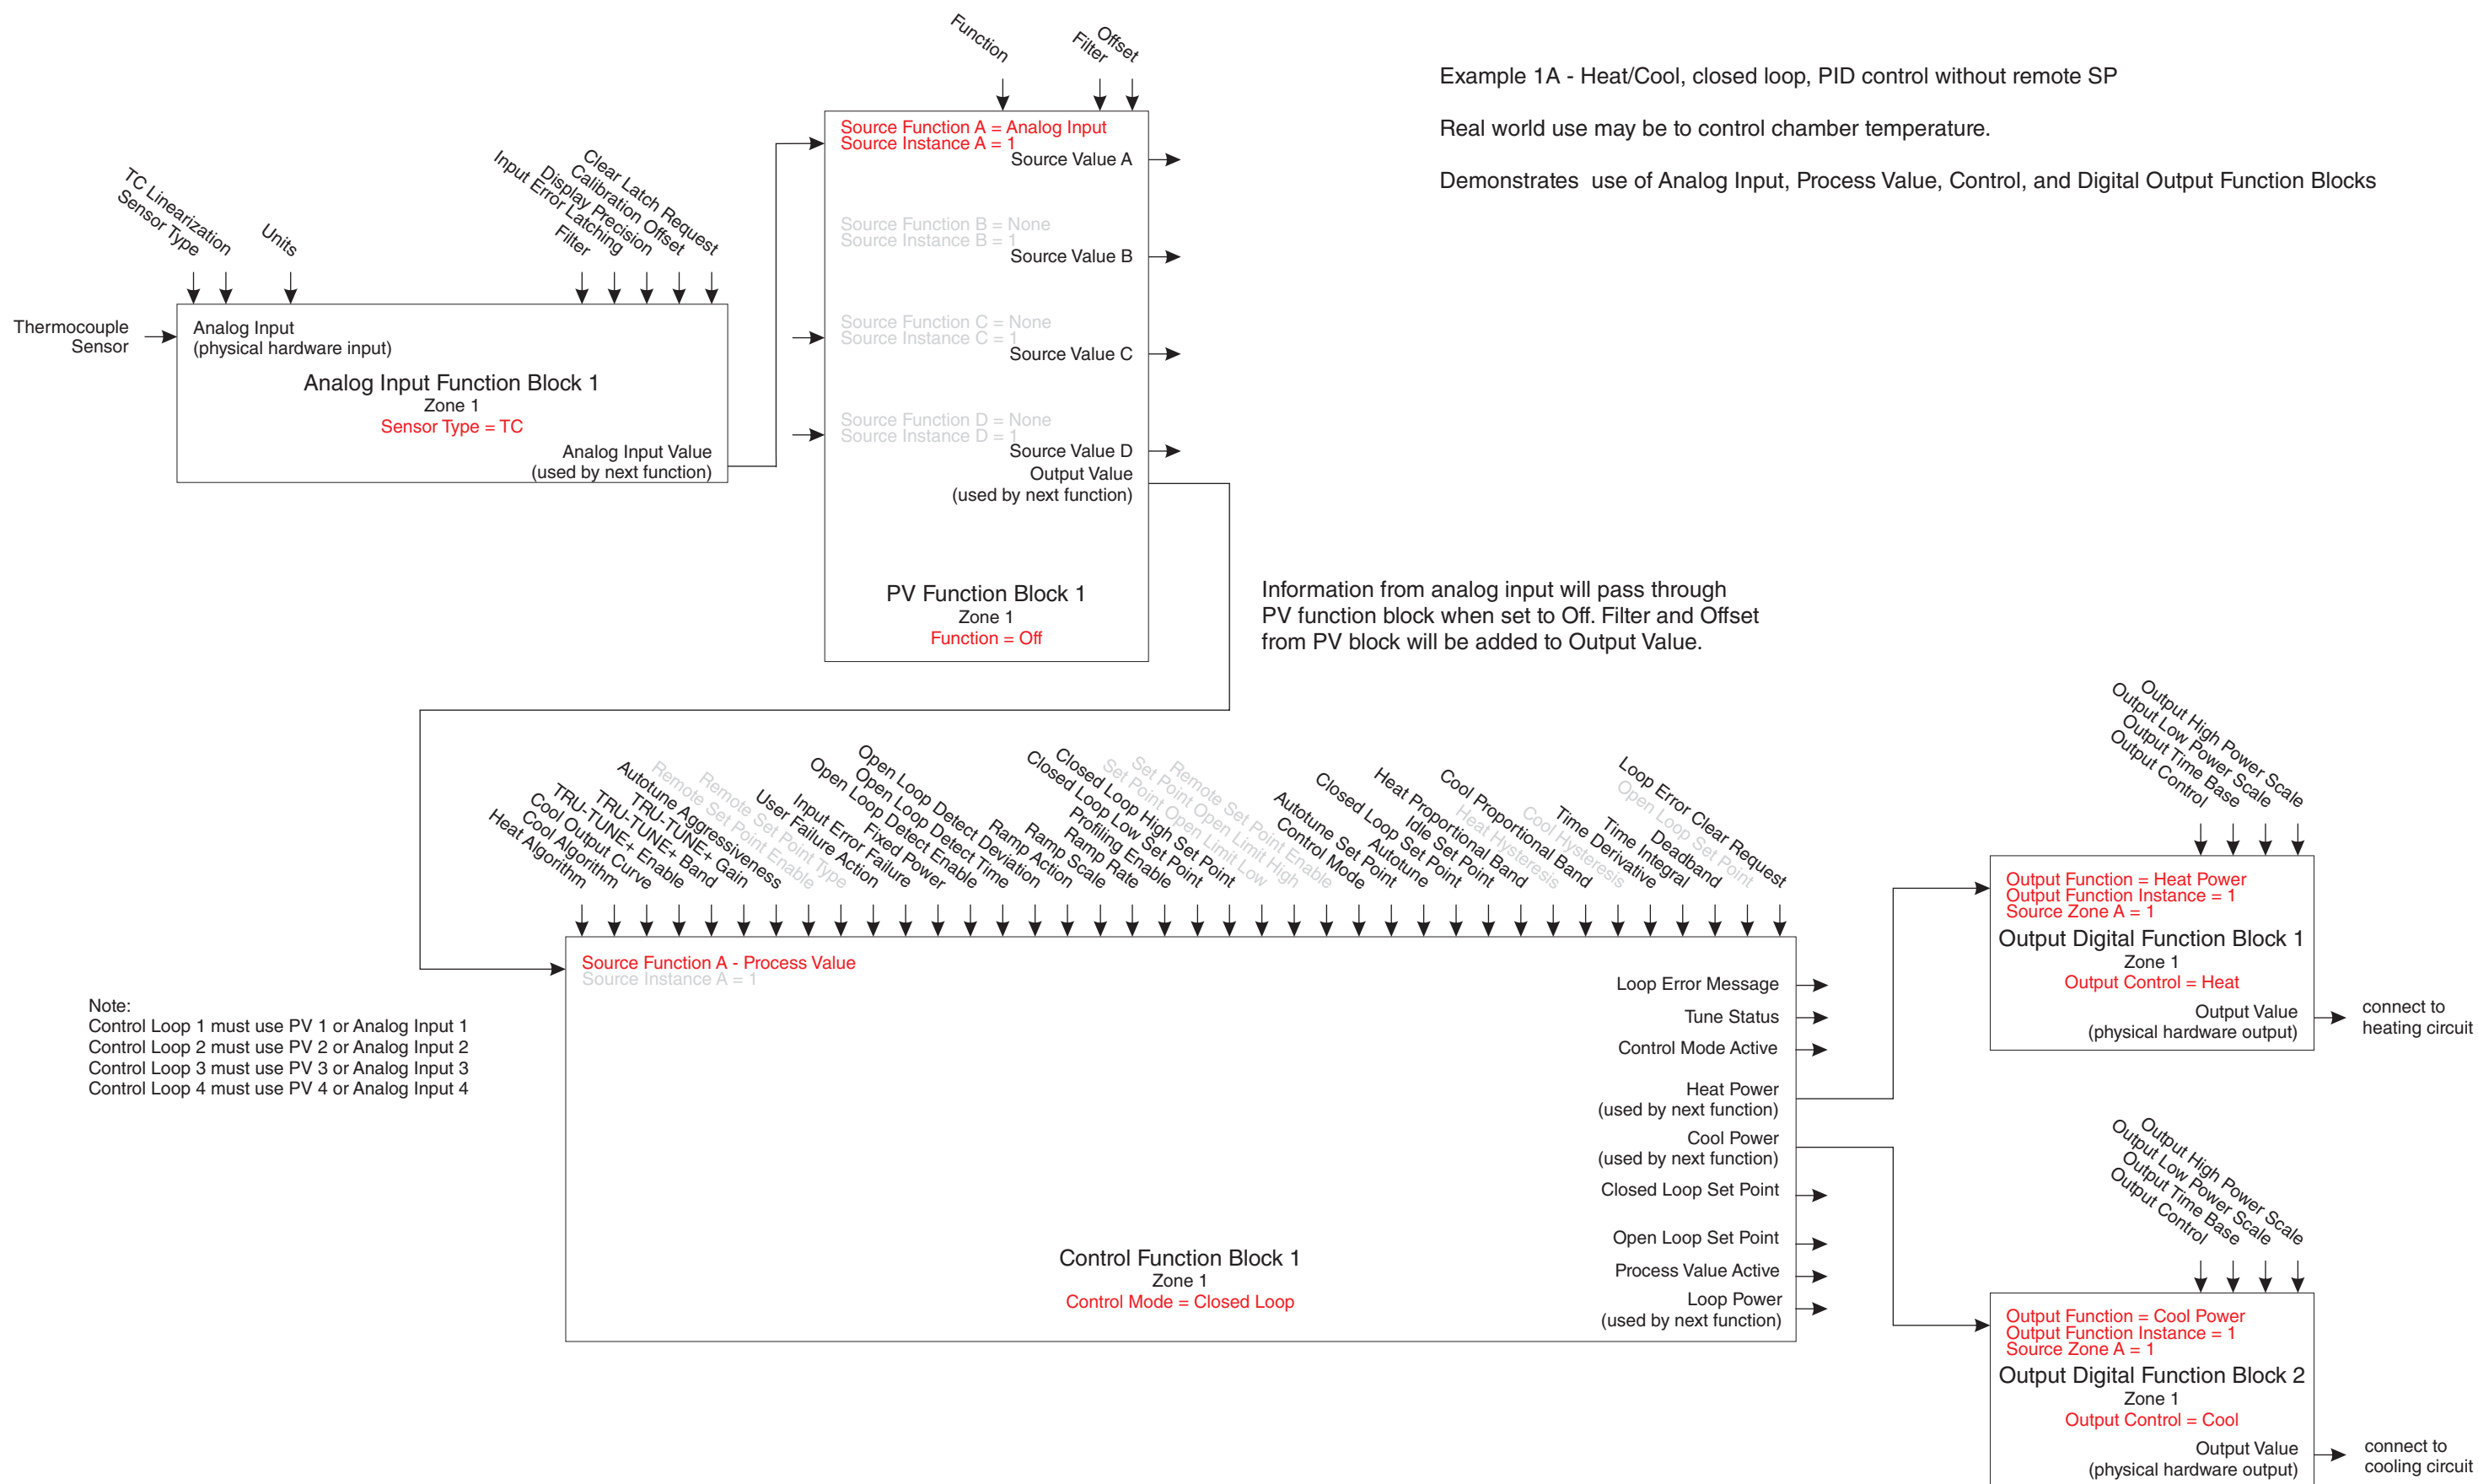 Function
Filter
Offset
Example 1A - Heat/Cool, closed loop, PID control without remote SP
Real world use may be to control chamber temperature.
Demonstrates  use of Analog Input, Process Value, Control, and Digital Output Function Blocks
Sensor Type
TC Linearization
Units
Filter
Input Error Latching
Display Precision
Calibration Offset
Clear Latch Request
Thermocouple
Sensor
Analog Input
(physical hardware input)
Analog Input Function Block 1
Zone 1
Sensor Type = TC
Analog Input Value
(used by next function)
Source Function A = Analog Input
Source Instance A = 1
Source Value A
Source Function B = None
Source Instance B = 1
Source Value B
Source Function C = None
Source Instance C = 1
Source Value C
Source Function D = None
Source Instance D = 1
Source Value D
Output Value
(used by next function)
PV Function Block 1
Zone 1
Function = Off
Information from analog input will pass through
PV function block when set to Off. Filter and Offset
from PV block will be added to Output Value.
Heat Algorithm
Cool Algorithm
Cool Output Curve
TRU-TUNE+ Enable
TRU-TUNE+ Band
TRU-TUNE+ Gain
Autotune Aggressiveness
Remote Set Point Enable
Remote Set Point Type
User Failure Action
Input Error Failure
Fixed Power
Open Loop Detect Enable
Open Loop Detect Time
Open Loop Detect Deviation
Ramp Action
Ramp Scale
Ramp Rate
Profiling Enable
Closed Loop Low Set Point
Closed Loop High Set Point
Set Point Open Limit Low
Set Point Open Limit High
Remote Set Point Enable
Control Mode
Autotune Set Point
Autotune
Closed Loop Set Point
Idle Set Point
Heat Proportional Band
Heat Hysteresis
Cool Proportional Band
Cool Hysteresis
Time Derivative
Time Integral
Deadband
Open Loop Set Point
Loop Error Clear Request
Source Function A - Process Value
Source Instance A = 1
Control Function Block 1
Zone 1
Control Mode = Closed Loop
Loop Error Message
Tune Status
Control Mode Active
Heat Power
(used by next function)
Cool Power
(used by next function)
Closed Loop Set Point
Open Loop Set Point
Process Value Active
Loop Power
(used by next function)
Note:
Control Loop 1 must use PV 1 or Analog Input 1
Control Loop 2 must use PV 2 or Analog Input 2
Control Loop 3 must use PV 3 or Analog Input 3
Control Loop 4 must use PV 4 or Analog Input 4
Output Control
Output Time Base
Output Low Power Scale
Output High Power Scale
Output Function = Heat Power
Output Function Instance = 1
Source Zone A = 1
Output Digital Function Block 1
Zone 1
Output Control = Heat
Output Value
(physical hardware output)
connect to
heating circuit
Output Control
Output Time Base
Output Low Power Scale
Output High Power Scale
Output Function = Cool Power
Output Function Instance = 1
Source Zone A = 1
Output Digital Function Block 2
Zone 1
Output Control = Cool
Output Value
(physical hardware output)
connect to
cooling circuit